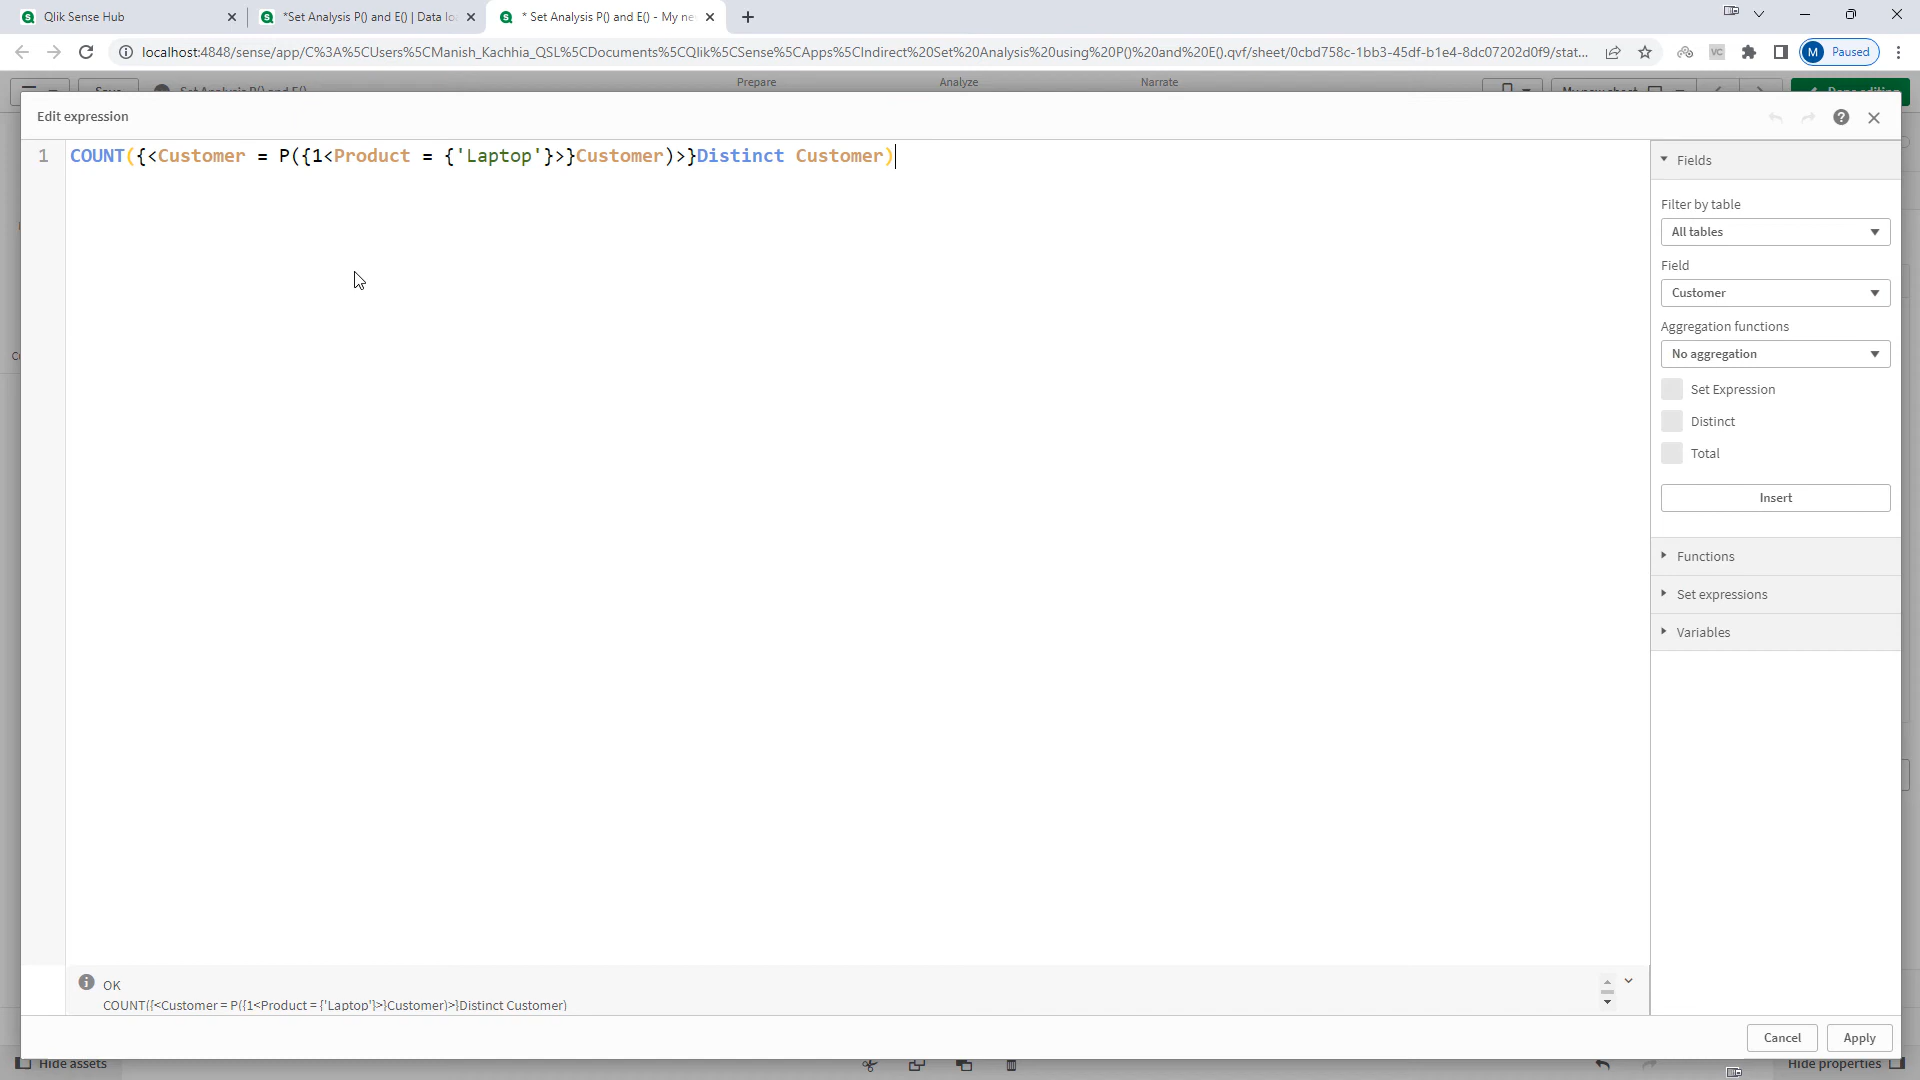 Qlik Sense Hub
*Set Analysis P() and E() | Data lo
* Set Analysis P() and E() - My ne
localhost:4848/sense/app/C%3A%5CUsers%5CManish_Kachhia_QSL%5CDocuments%5CQlik%5CSense%5CApps%5CIndirect%20Set%20Analysis%20using%20P()%20and%20E().qvf/sheet/0cbd758c-1bb3-45df-b1e4-8dc07202d0f9/stat...
VC
M Paused
Prepare
Analyze
Narrate
Edit expression
1 COUNT({<Customer = P({1<Product = {'Laptop'}>}Customer)>}Distinct Customer)
Fields
Filter by table
All tables
Field
Customer
Aggregation functions
No aggregation
Set Expression
Distinct
Total
Insert
Functions
Set expressions
Variables
OK
COUNT({<Customer = P({1<Product = {'Laptop'}>}Customer)>}Distinct Customer)
Cancel
Apply
Hide assets
Hide properties